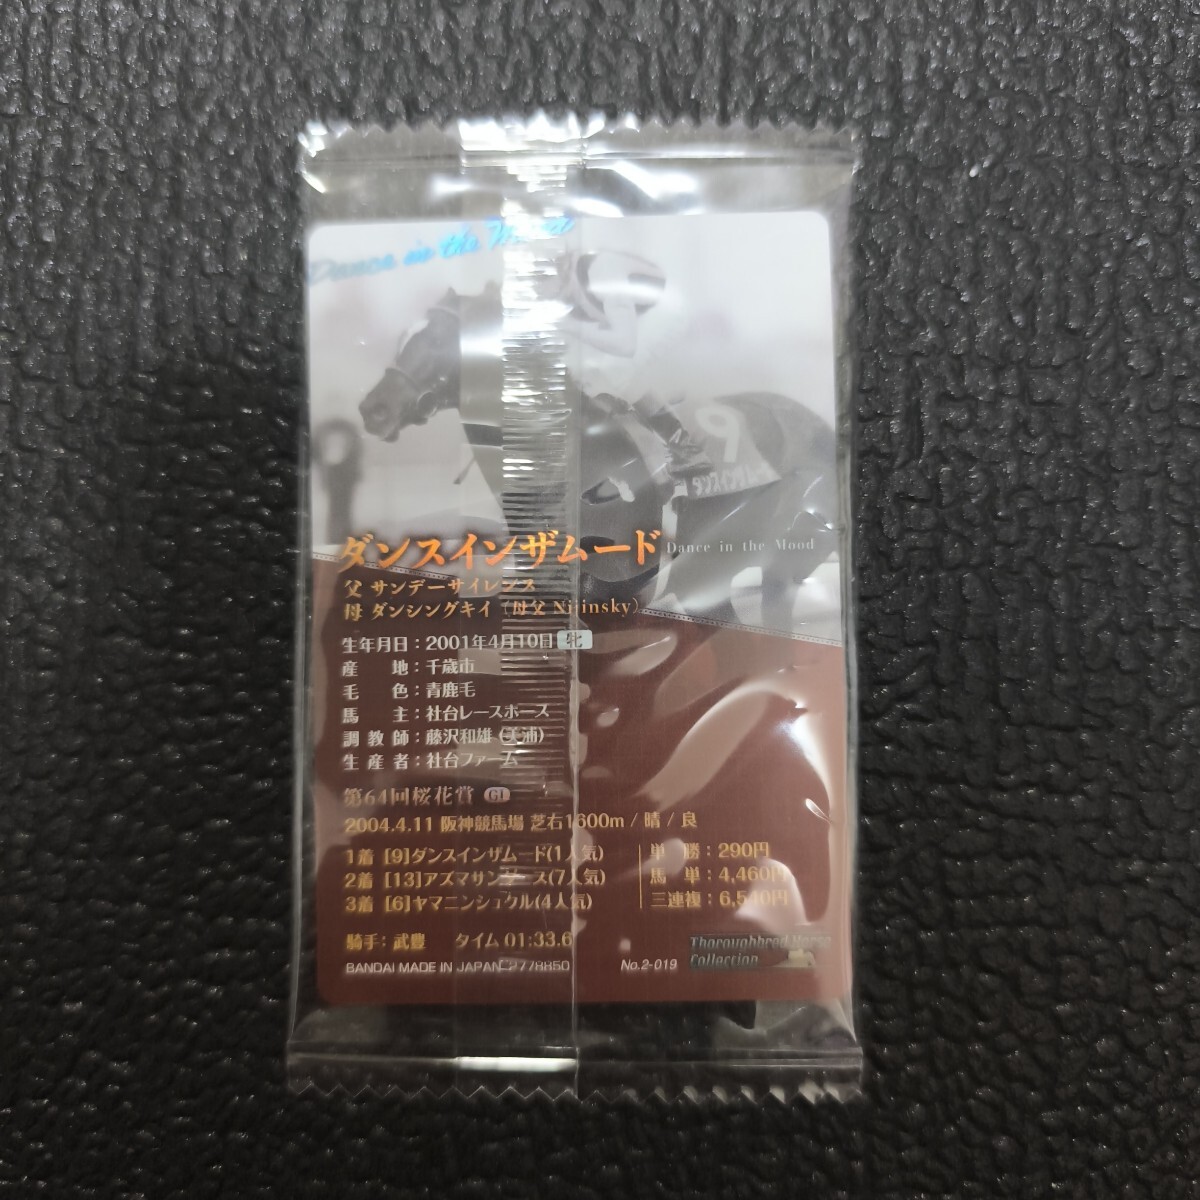 Dance in the Mood
9
ダンスインザムード Dance in the Mood
父 サンデーサイレンス
母 ダンシングキイ (母父 Nijinsky)
生年月日：2001年4月10日 牝
産地：千歳市
毛色：青鹿毛
馬主：社台レースホース
調教師：藤沢和雄 (美浦)
生産者：社台ファーム
第64回桜花賞 GI
2004.4.11 阪神競馬場 芝右1600m / 晴 / 良
1着 [9]ダンスインザムード(1人気) 単勝：290円
2着 [13]アズマサンダース(7人気) 馬単：4,460円
3着 [6]ヤマニンシュクル(4人気) 三連複：6,510円
騎手：武豊 タイム 01:33.6
BANDAI MADE IN JAPAN 2778850 No.2-019
Thoroughbred Horse
Collection